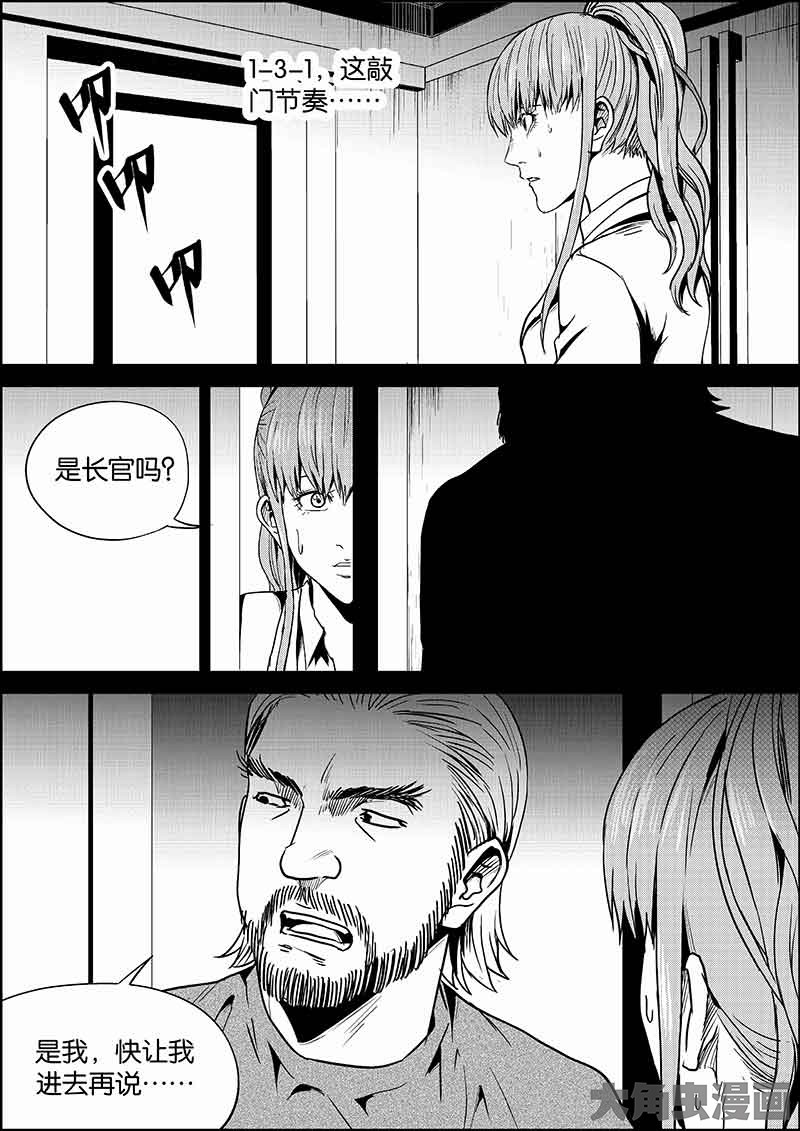 1-3-1，这敲
门节奏……
叩
叩
叩
是长官吗？
是我，快让我
进去再说……
大角虫漫画